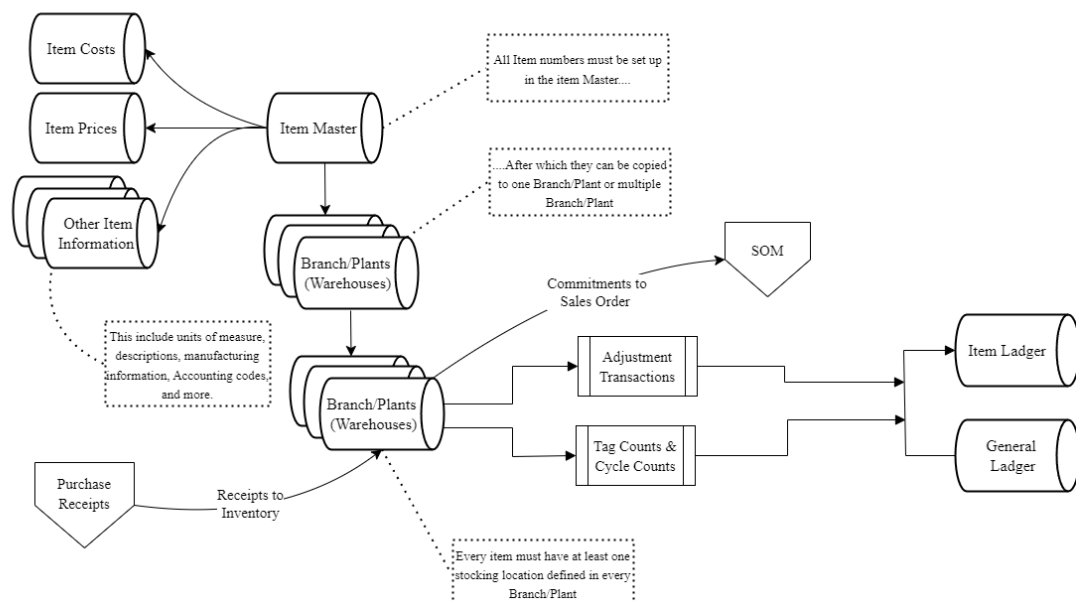 Item Costs
All Item numbers must be set up
in the item Master....
Item Prices
Item Master
....After which they can be copied
to one Branch/Plant or multiple
Branch/Plant
Other Item
Information
Branch/Plants
(Warehouses)
SOM
Commitments to
Sales Order
This include units of measure,
descriptions, manufacturing
information, Accounting codes,
and more.
Adjustment
Transactions
Item Ladger
Branch/Plants
(Warehouses)
Tag Counts &
Cycle Counts
General
Ladger
Purchase
Receipts
Receipts to
Inventory
Every item must have at least one
stocking location defined in every
Branch/Plant